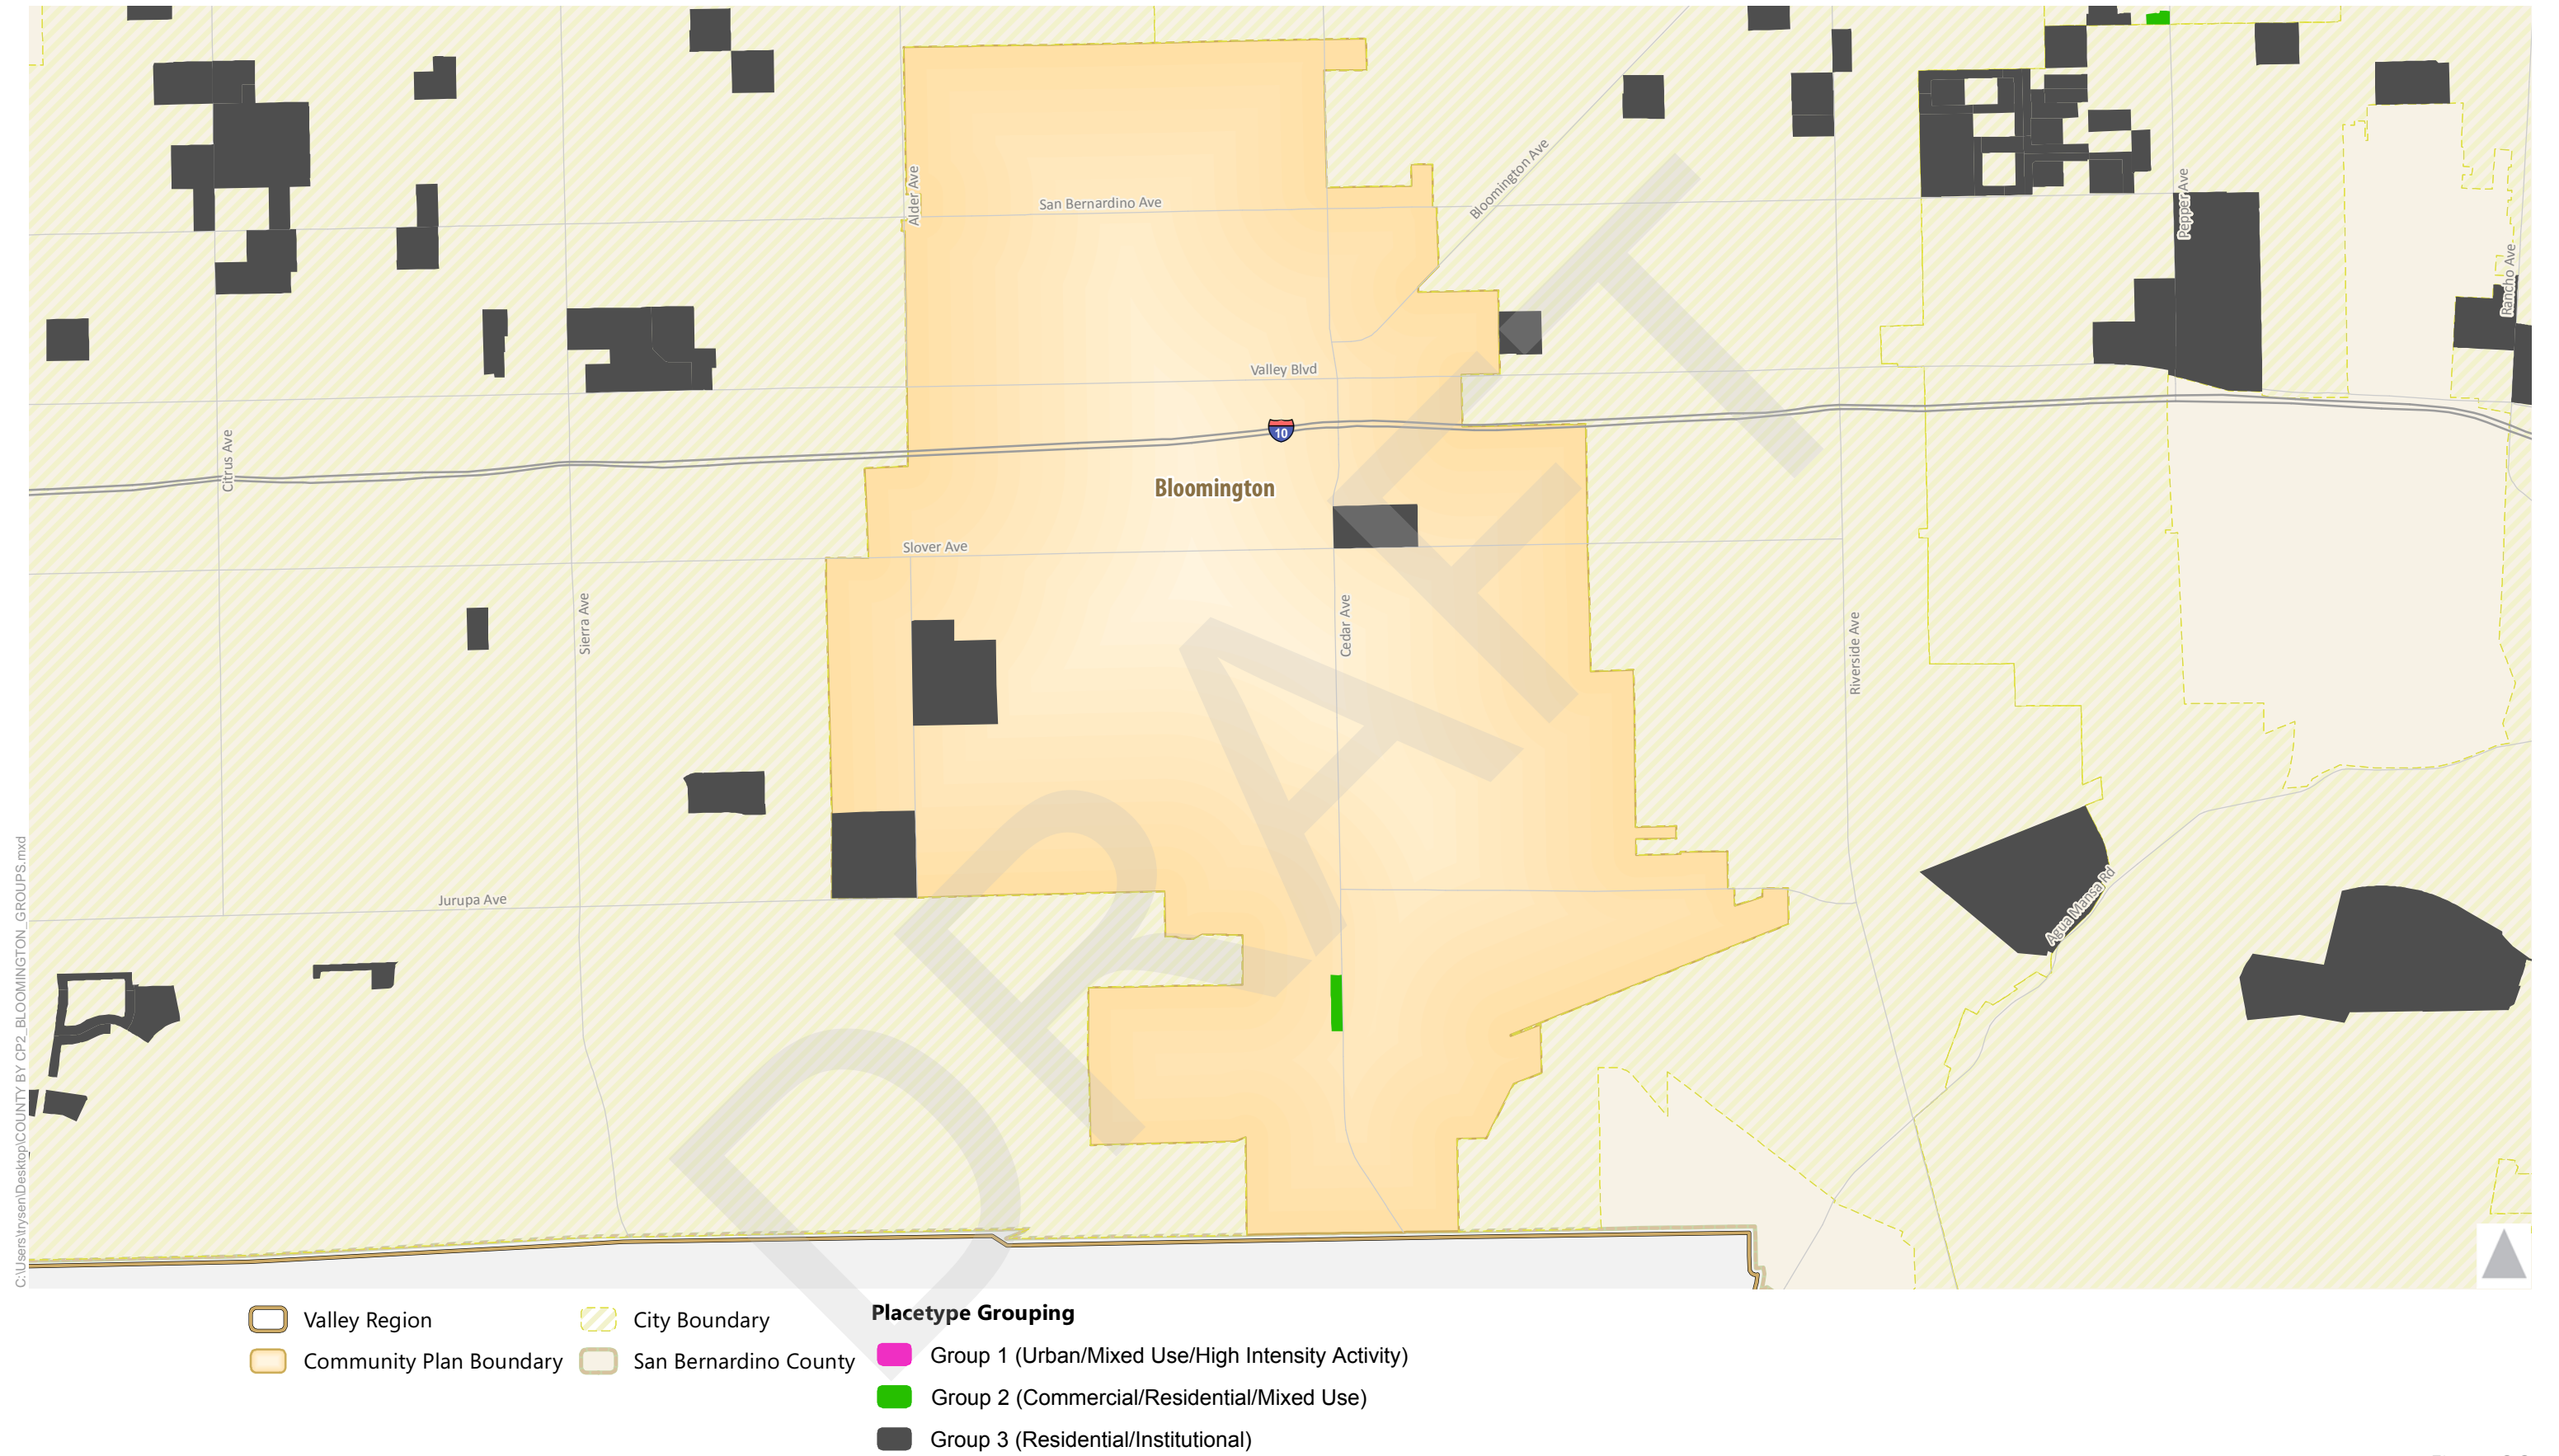 Alder Ave
San Bernardino Ave
Bloomington Ave
Pepper Ave
Rancho Ave
Valley Blvd
10
Citrus Ave
Bloomington
Slover Ave
Sierra Ave
Cedar Ave
Riverside Ave
Jurupa Ave
Agua Mansa Rd
DRAFT
C:\Users\trysen\Desktop\COUNTY BY CP2_BLOOMINGTON_GROUPS.mxd
Valley Region
Community Plan Boundary
City Boundary
San Bernardino County
Placetype Grouping
Group 1 (Urban/Mixed Use/High Intensity Activity)
Group 2 (Commercial/Residential/Mixed Use)
Group 3 (Residential/Institutional)